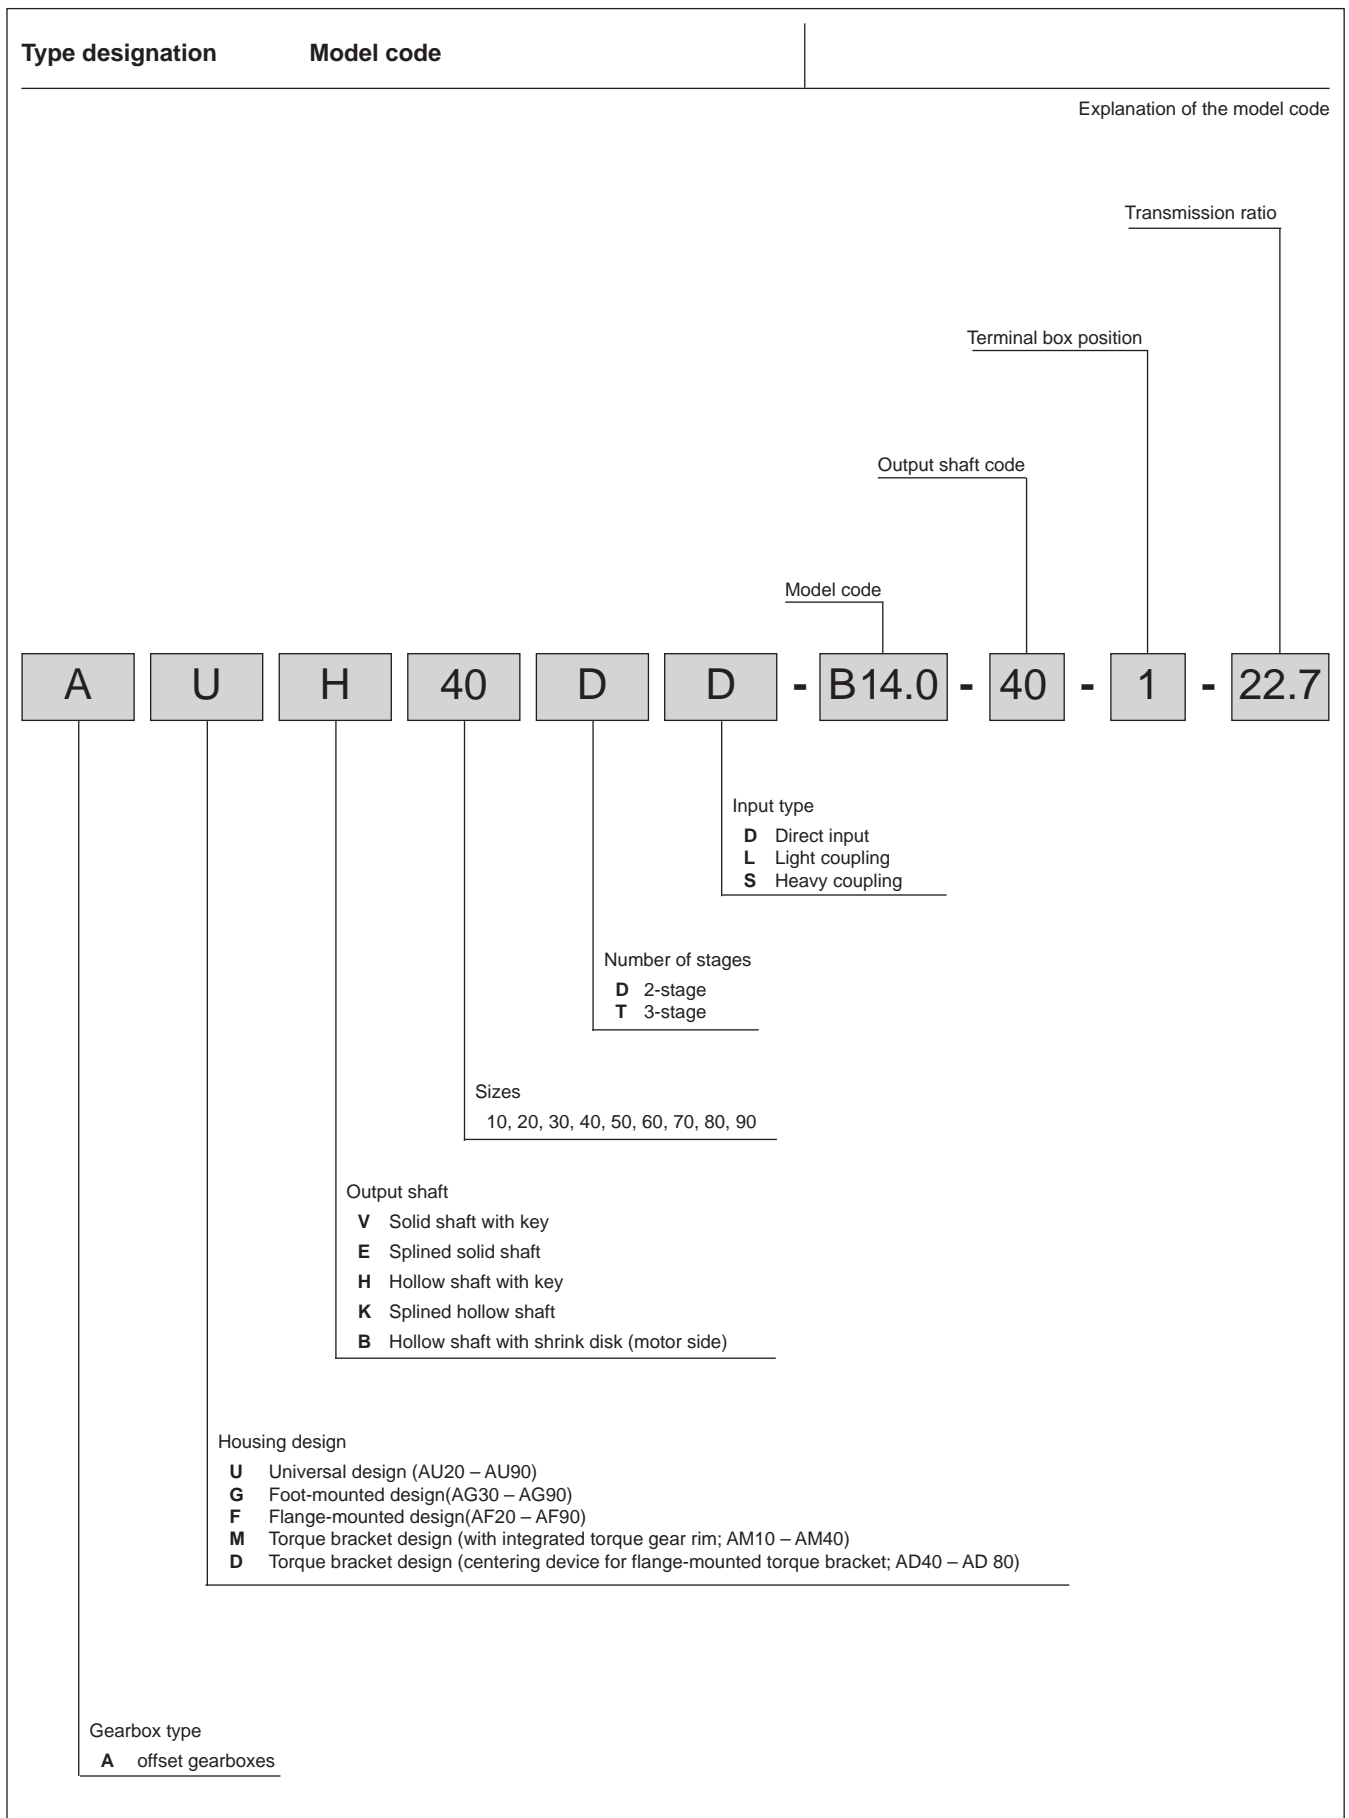 Type designation Model code
Explanation of the model code
Transmission ratio
Terminal box position
Output shaft code
Model code
A U H 40 D D - B14.0 - 40 - 1 - 22.7
Input type
D Direct input
L Light coupling
S Heavy coupling
Number of stages
D 2-stage
T 3-stage
Sizes
10, 20, 30, 40, 50, 60, 70, 80, 90
Output shaft
V Solid shaft with key
E Splined solid shaft
H Hollow shaft with key
K Splined hollow shaft
B Hollow shaft with shrink disk (motor side)
Housing design
U Universal design (AU20 – AU90)
G Foot-mounted design(AG30 – AG90)
F Flange-mounted design(AF20 – AF90)
M Torque bracket design (with integrated torque gear rim; AM10 – AM40)
D Torque bracket design (centering device for flange-mounted torque bracket; AD40 – AD 80)
Gearbox type
A offset gearboxes